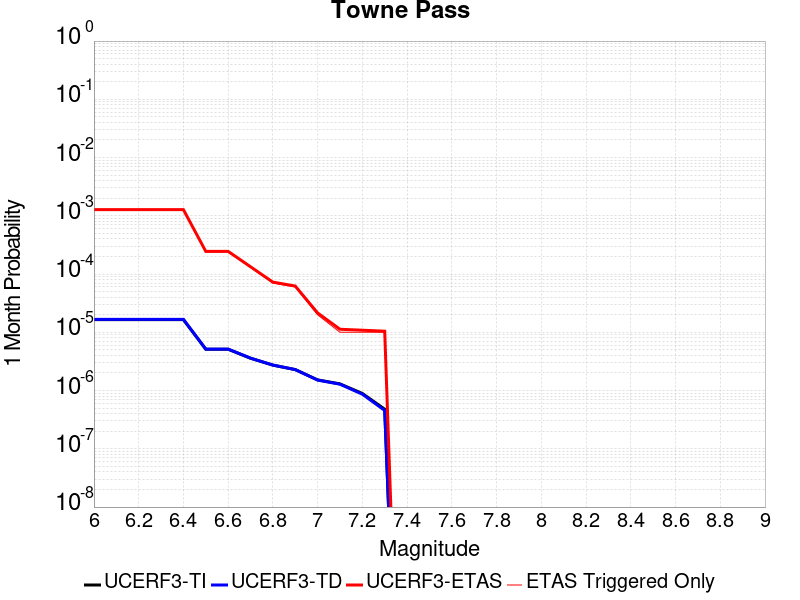 Towne Pass
10^0
10^-1
10^-2
10^-3
10^-4
10^-5
10^-6
10^-7
10^-8
1 Month Probability
6 6.2 6.4 6.6 6.8 7 7.2 7.4 7.6 7.8 8 8.2 8.4 8.6 8.8 9
Magnitude
UCERF3-TI UCERF3-TD UCERF3-ETAS ETAS Triggered Only